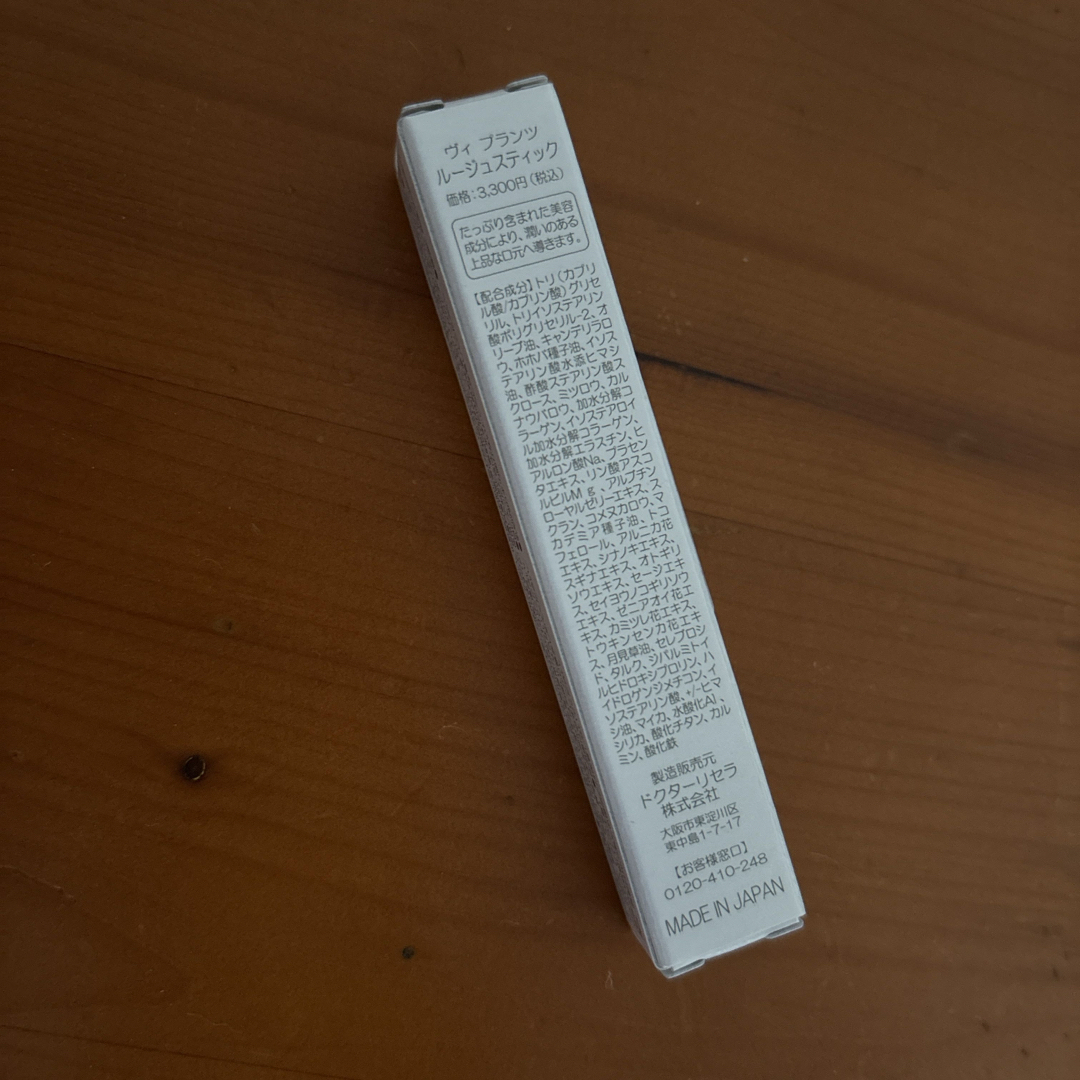 ヴィ プランツ
ルージュスティック
価格:3,300円(税込)
たっぷり含まれた美容
成分により、潤いのある
上品な口元へ導きます。
【配合成分】トリ(カプリ
ル酸/カプリン酸)グリセ
リル、トリイソステアリン
酸ポリグリセリル-2、オ
リーブ油、キャンデリラロ
ウ、ホホバ種子油、イソス
テアリン酸水添ヒマシ
油、酢酸ステアリン酸ス
クロース、ミツロウ、カル
ナウバロウ、加水分解コ
ラーゲン、イソステアロイ
ル加水分解コラーゲン、
加水分解エラスチン、ヒ
アルロン酸Na、プラセン
タエキス、リン酸アスコ
ルビルMg、アルブチン
ローヤルゼリーエキス、ス
クラン、コメヌカロウ、マ
カデミア種子油、トコ
フェロール、アルニカ花
エキス、シナノキエキス、
スギナエキス、オトギリ
ソウエキス、セージエキ
ス、セイヨウノコギリソウ
エキス、ゼニアオイ花エ
キス、カミツレ花エキス、
トウキンセンカ花エキ
ス、月見草油、セレブロシ
ド、タルク、ジパルミトイ
ルヒドロキシプロリン、ハ
イドロゲンジメチコン、イ
ソステアリン酸、+/-ヒマ
シ油、マイカ、水酸化Al、
シリカ、酸化チタン、カル
ミン、酸化鉄
製造販売元
ドクターリセラ
株式会社
大阪市東淀川区
東中島1-7-17
【お客様窓口】
0120-410-248
MADE IN JAPAN